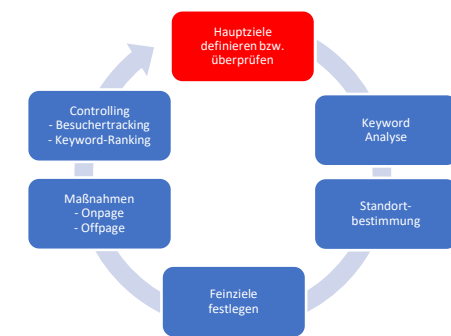 Hauptziele
definieren bzw.
überprüfen
Keyword
Analyse
Standort-
bestimmung
Feinziele
festlegen
Maßnahmen
- Onpage
- Offpage
Controlling
- Besuchertracking
- Keyword-Ranking